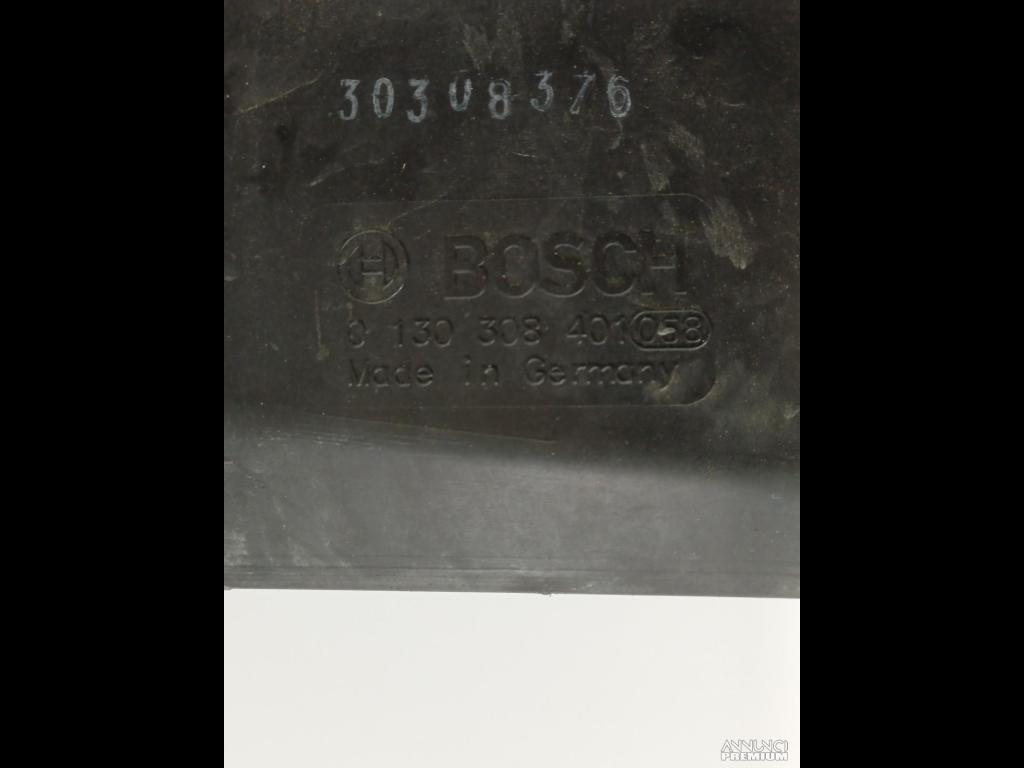 30308376
BOSCH
0 130 308 401 058
Made in Germany
ANNUNCI
PREMIUM